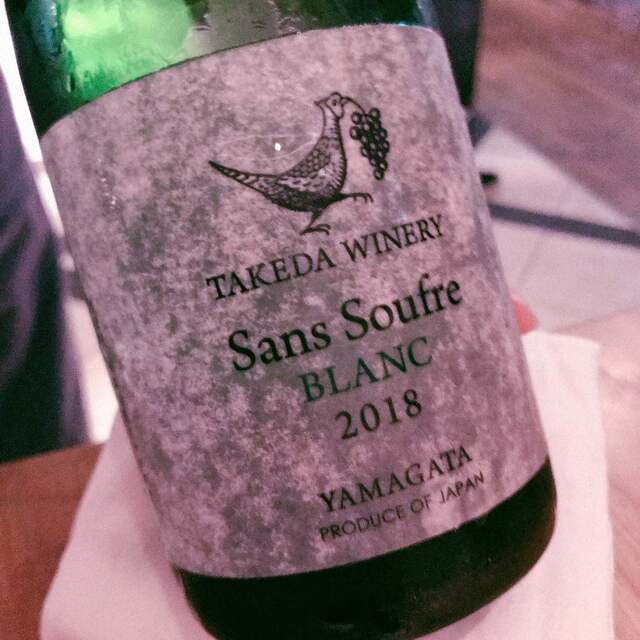 TAKEDA WINERY
Sans Soufre
BLANC
2018
YAMAGATA
PRODUCE OF JAPAN